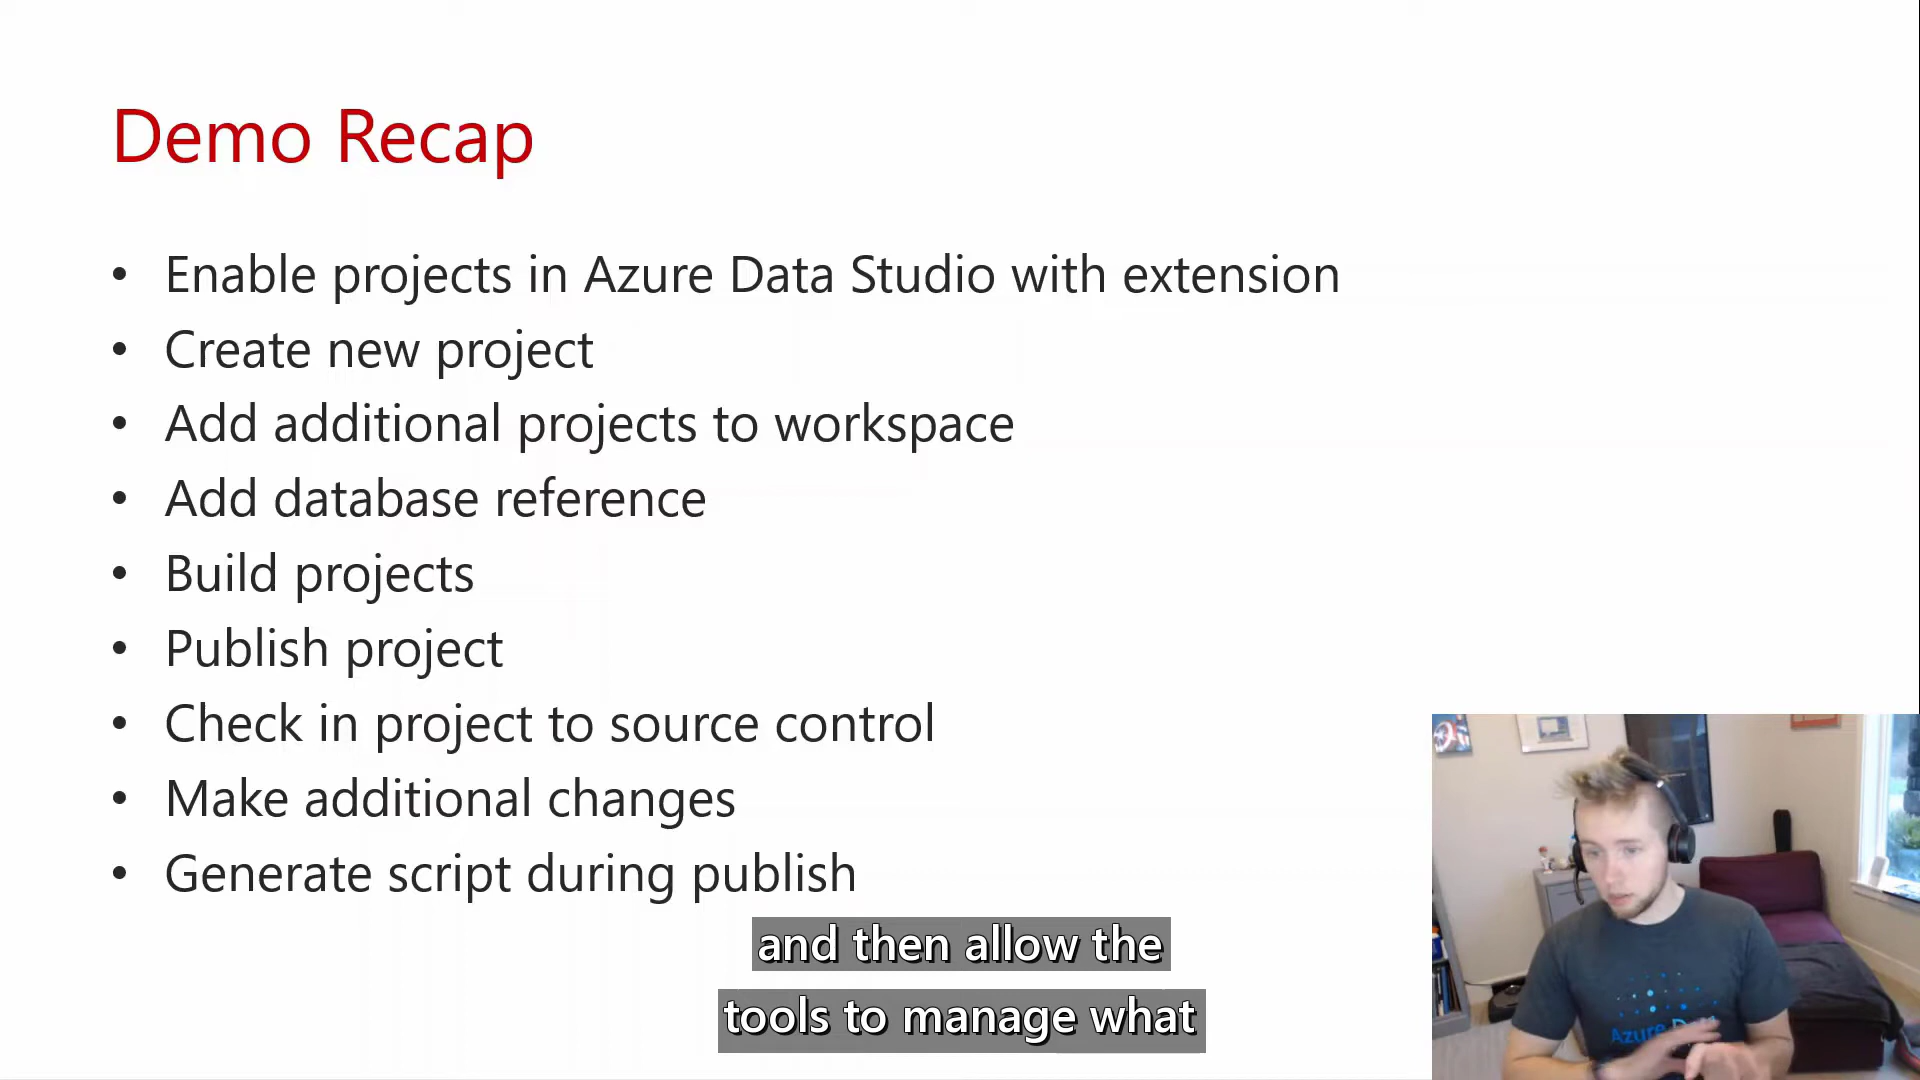 Demo Recap
• Enable projects in Azure Data Studio with extension
• Create new project
• Add additional projects to workspace
• Add database reference
• Build projects
• Publish project
• Check in project to source control
• Make additional changes
• Generate script during publish
and then allow the
tools to manage what
Azure